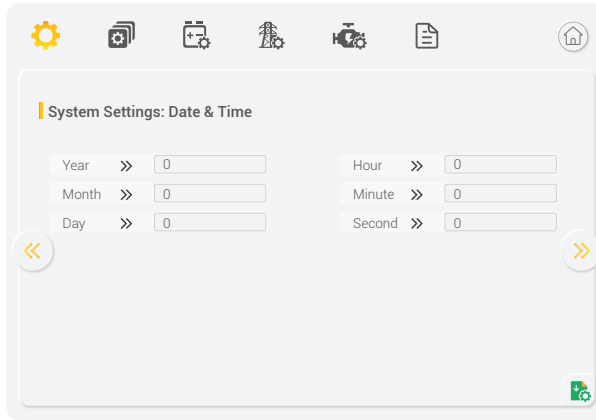 System Settings: Date & Time
Year 0 Hour 0
Month 0 Minute 0
Day 0 Second 0